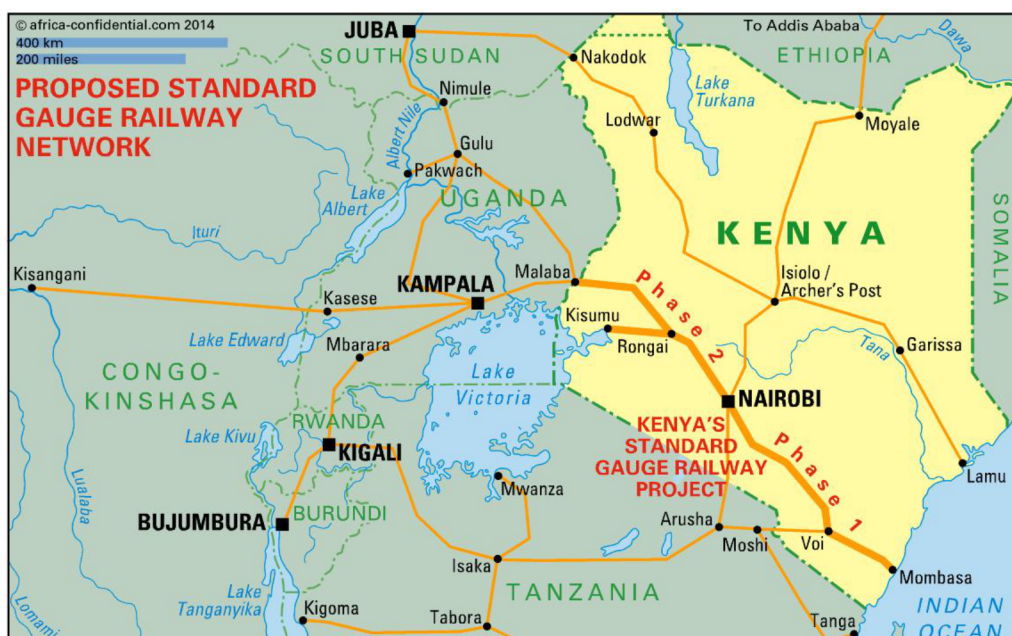 © africa-confidential.com 2014
400 km
200 miles
PROPOSED STANDARD
GAUGE RAILWAY
NETWORK
JUBA
SOUTH SUDAN
Nakodok
To Addis Ababa
ETHIOPIA
Dawa
Lake
Turkana
Nimule
Albert Nile
Lodwar
Moyale
Gulu
Pakwach
Lake
Albert
UGANDA
SOMALIA
Ituri
KENYA
Kisangani
KAMPALA
Malaba
Isiolo /
Archer's Post
Kasese
Phase 2
Kisumu
Lake Edward
Mbarara
Rongai
Tana
Garissa
CONGO-
KINSHASA
Lake
Victoria
NAIROBI
RWANDA
Lake Kivu
KIGALI
KENYA'S
STANDARD
GAUGE RAILWAY
PROJECT
Phase 1
Lamu
Lualaba
Mwanza
BUJUMBURA
BURUNDI
Arusha
Moshi
Voi
Isaka
Mombasa
TANZANIA
Lake
Tanganyika
Lomami
Kigoma
Tabora
Tanga
INDIAN
OCEAN